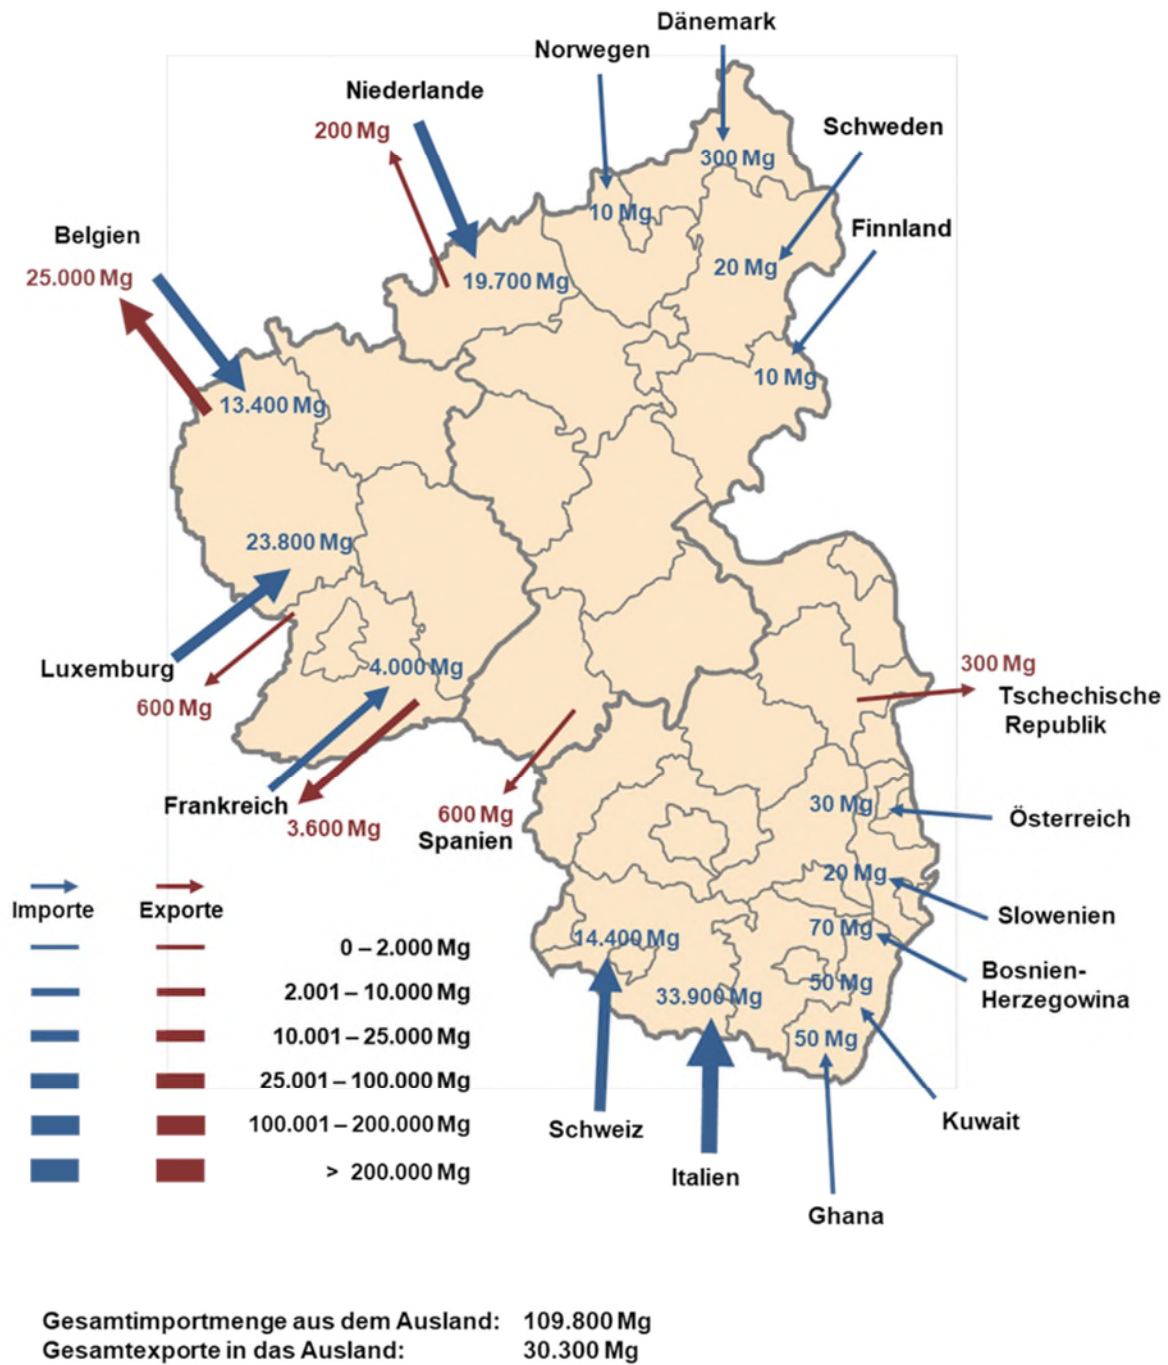 Dänemark
Norwegen
Niederlande
200 Mg
Schweden
300 Mg
10 Mg
Finnland
Belgien
25.000 Mg
19.700 Mg
20 Mg
10 Mg
13.400 Mg
23.800 Mg
Luxemburg
600 Mg
4.000 Mg
300 Mg
Tschechische
Republik
Frankreich
3.600 Mg
600 Mg
Spanien
30 Mg
Österreich
20 Mg
Slowenien
70 Mg
Bosnien-
Herzegowina
14.400 Mg
50 Mg
33.900 Mg
50 Mg
Kuwait
Schweiz
Italien
Ghana
Importe Exporte
0 – 2.000 Mg
2.001 – 10.000 Mg
10.001 – 25.000 Mg
25.001 – 100.000 Mg
100.001 – 200.000 Mg
> 200.000 Mg
Gesamtimportmenge aus dem Ausland: 109.800 Mg
Gesamtexporte in das Ausland: 30.300 Mg